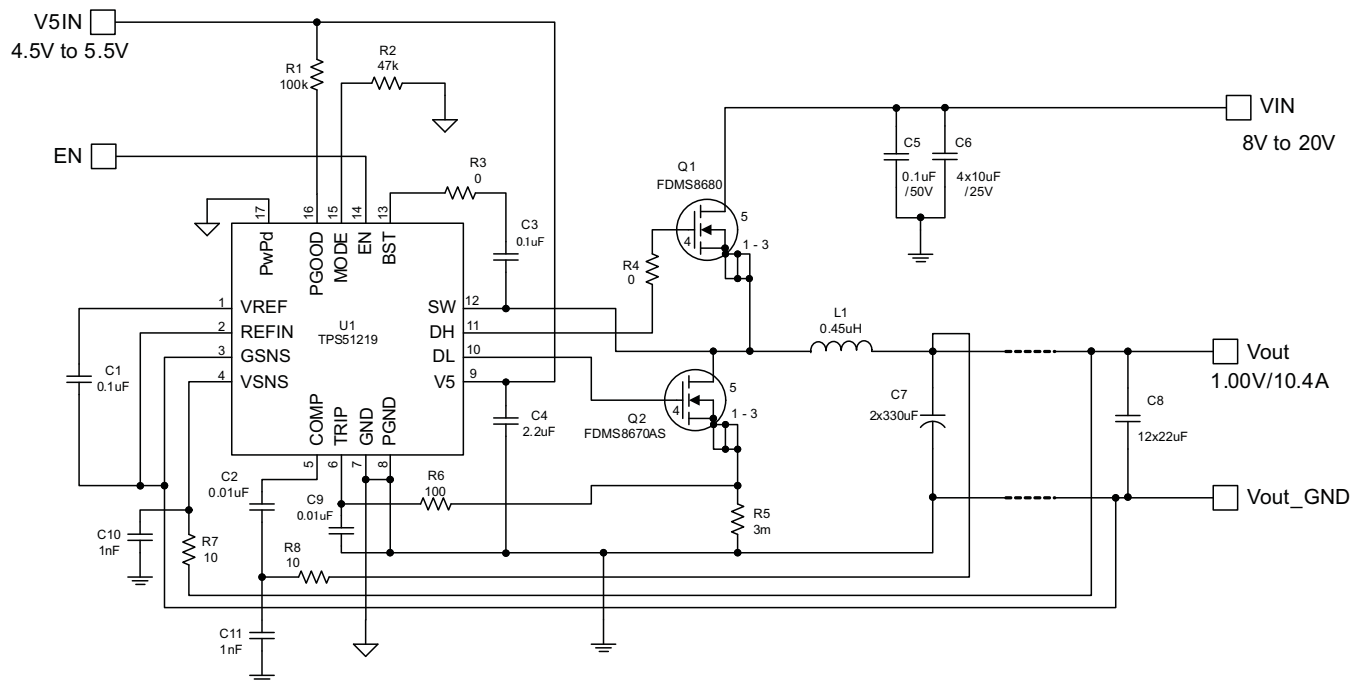 V5IN
4.5V to 5.5V
R1
100k
R2
47k
VIN
8V to 20V
C5
0.1uF
/50V
C6
4x10uF
/25V
EN
R3
0
Q1
FDMS8680
5
4
1 - 3
C3
0.1uF
R4
0
17
16
15
14
13
PwPd
PGOOD
MODE
EN
BST
1
VREF
2
REFIN
3
GSNS
4
VSNS
U1
TPS51219
SW
12
DH
11
DL
10
V5
9
COMP
TRIP
GND
PGND
5
6
7
8
C1
0.1uF
L1
0.45uH
Vout
1.00V/10.4A
5
4
1 - 3
Q2
FDMS8670AS
C4
2.2uF
C7
2x330uF
C8
12x22uF
C2
0.01uF
C9
0.01uF
R6
100
R5
3m
Vout_GND
C10
1nF
R7
10
R8
10
C11
1nF